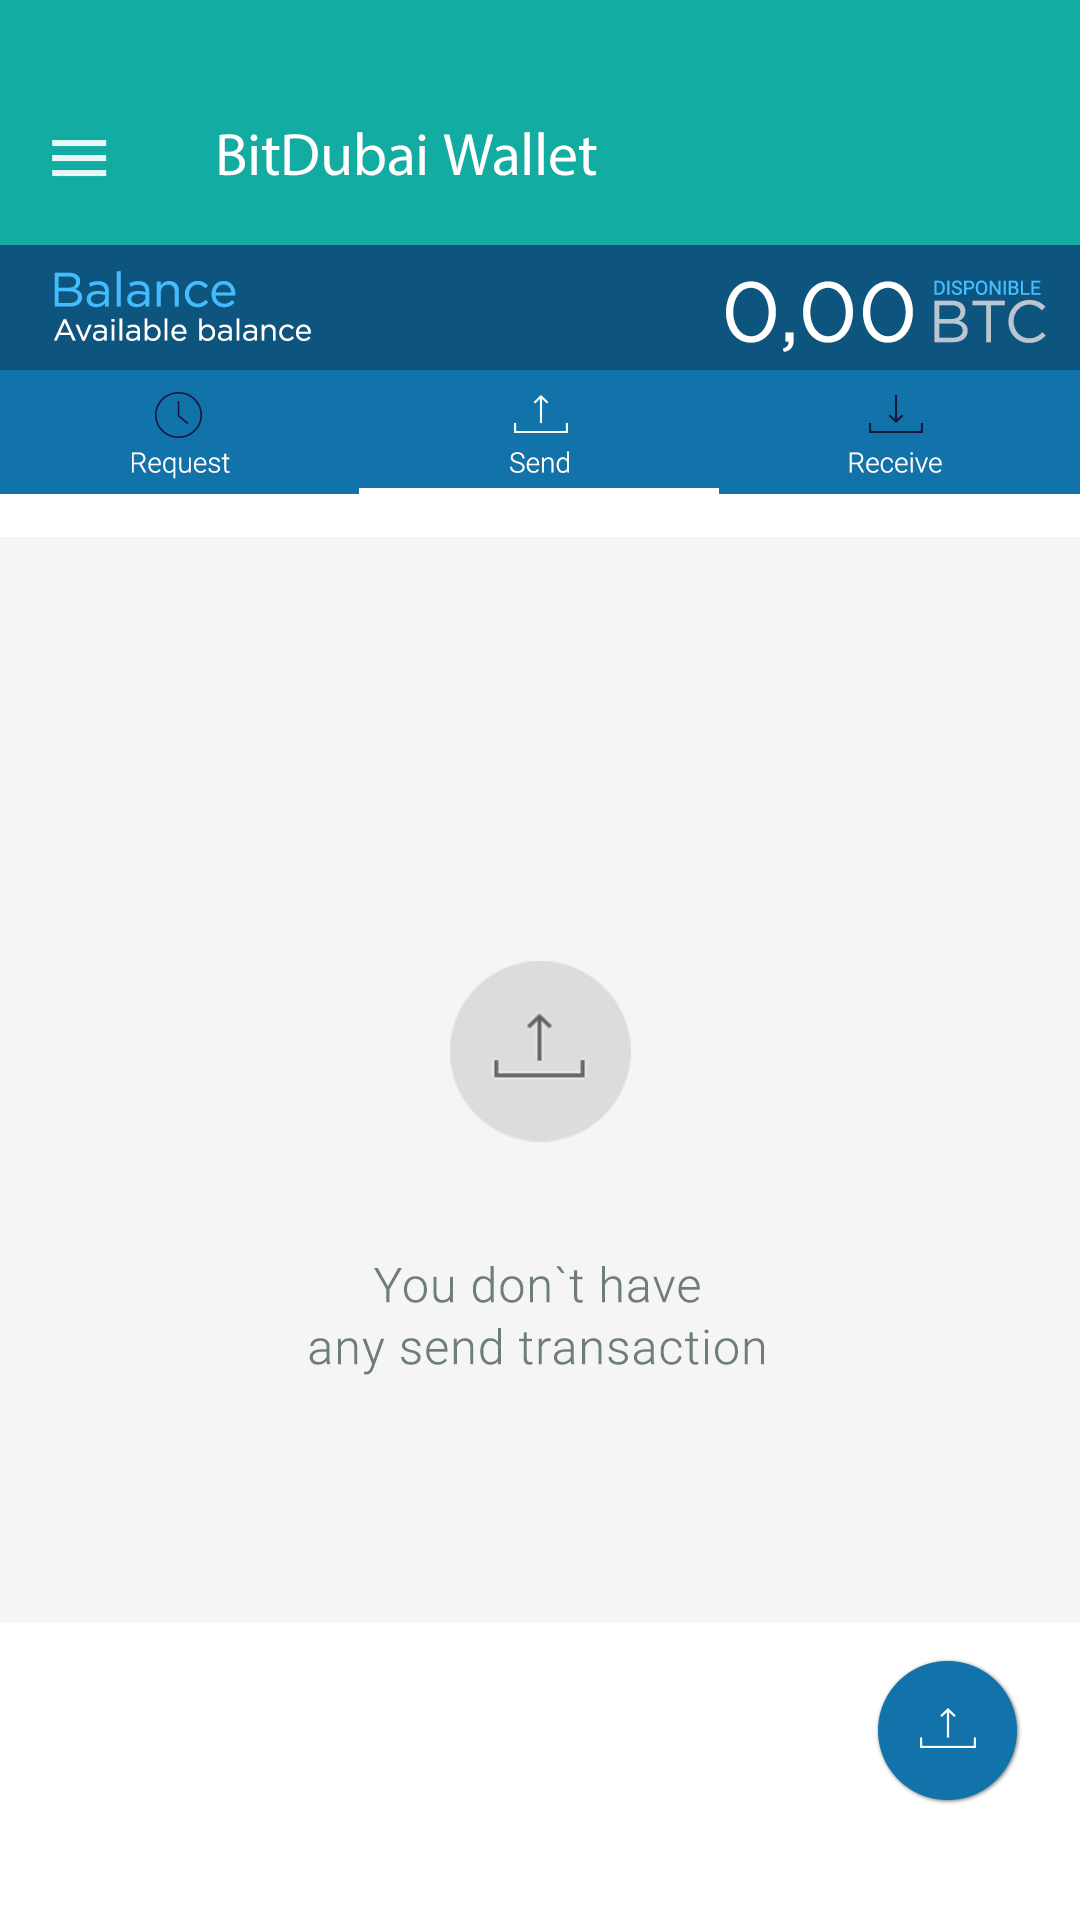 BitDubai Wallet
Balance
Available balance
0,00 DISPONIBLE BTC
Request
Send
Receive
You don`t have
any send transaction